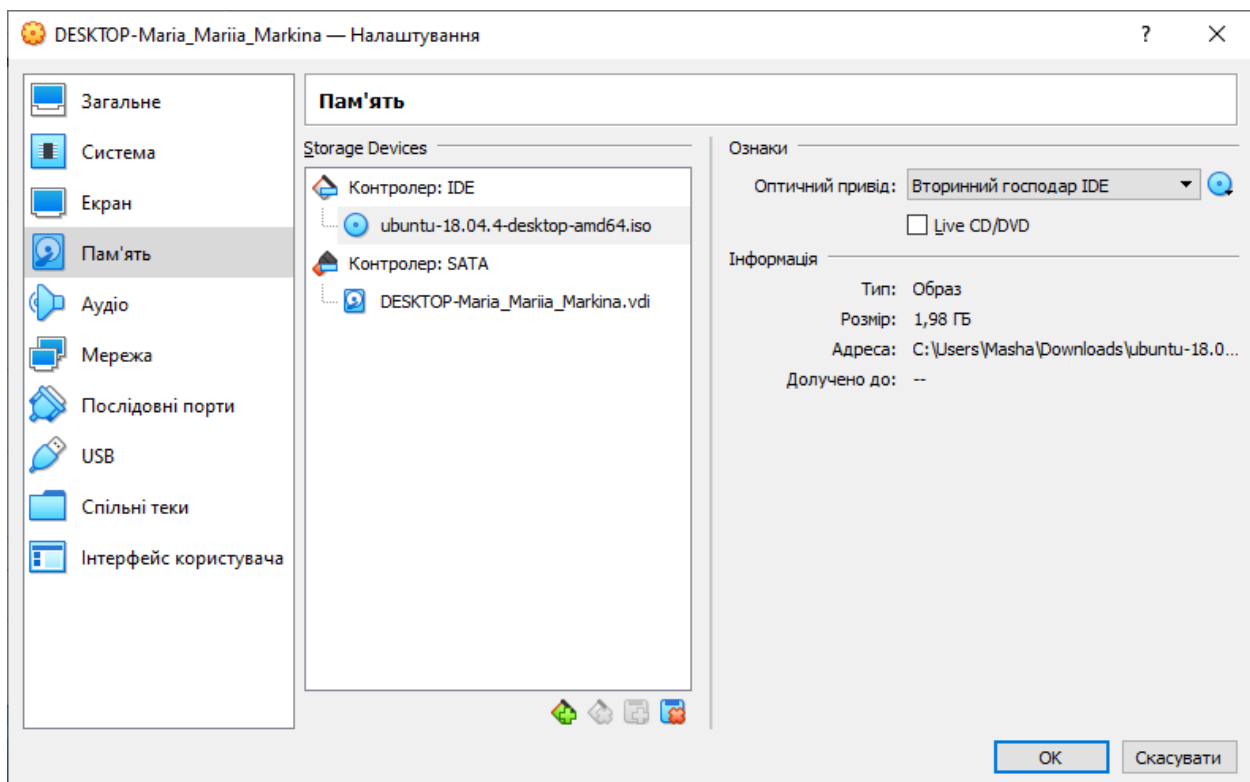 DESKTOP-Maria_Mariia_Markina — Налаштування
?
Загальне
Система
Екран
Пам'ять
Аудіо
Мережа
Послідовні порти
USB
Спільні теки
Інтерфейс користувача
Пам'ять
Storage Devices
Контролер: IDE
ubuntu-18.04.4-desktop-amd64.iso
Контролер: SATA
DESKTOP-Maria_Mariia_Markina.vdi
Ознаки
Оптичний привід: Вторинний господар IDE
Live CD/DVD
Інформація
Тип: Образ
Розмір: 1,98 ГБ
Адреса: C:\Users\Masha\Downloads\ubuntu-18.0...
Долучено до: --
OK
Скасувати